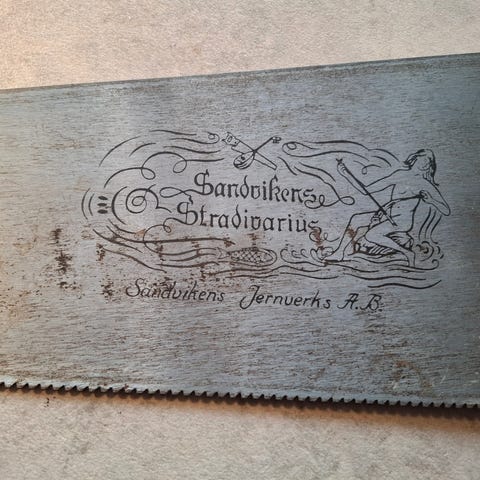 Sandvikens
Stradivarius
Sandvikens Jernverks A.B.